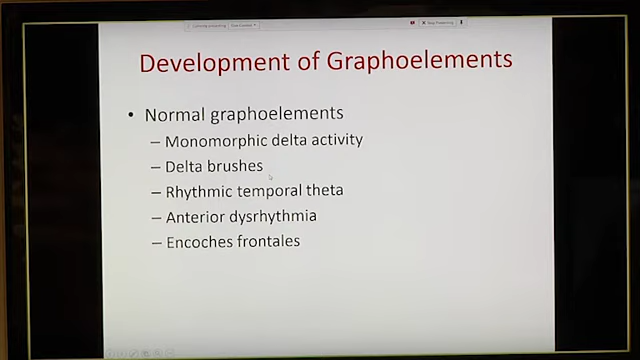 Development of Graphoelements
• Normal graphoelements
– Monomorphic delta activity
– Delta brushes
– Rhythmic temporal theta
– Anterior dysrhythmia
– Encoches frontales